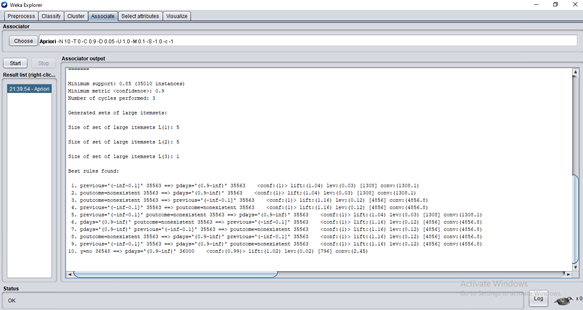 Weka Explorer
Preprocess Classify Cluster Associate Select attributes Visualize
Associator
Choose Apriori -N 10 -T 0 -C 0.9 -D 0.05 -U 1.0 -M 0.1 -S -1.0 -c -1
Start Stop
Associator output
Result list (right-clic...
21:39:54 - Apriori
=======
Minimum support: 0.85 (35010 instances)
Minimum metric <confidence>: 0.9
Number of cycles performed: 3
Generated sets of large itemsets:
Size of set of large itemsets L(1): 5
Size of set of large itemsets L(2): 5
Size of set of large itemsets L(3): 1
Best rules found:
1. previous='(-inf-0.1]' 35563 ==> pdays='(0.9-inf)' 35563 <conf:(1)> lift:(1.04) lev:(0.03) [1308] conv:(1308.1)
2. poutcome=nonexistent 35563 ==> pdays='(0.9-inf)' 35563 <conf:(1)> lift:(1.04) lev:(0.03) [1308] conv:(1308.1)
3. poutcome=nonexistent 35563 ==> previous='(-inf-0.1]' 35563 <conf:(1)> lift:(1.16) lev:(0.12) [4856] conv:(4856.8)
4. previous='(-inf-0.1]' 35563 ==> poutcome=nonexistent 35563 <conf:(1)> lift:(1.16) lev:(0.12) [4856] conv:(4856.8)
5. previous='(-inf-0.1]' poutcome=nonexistent 35563 ==> pdays='(0.9-inf)' 35563 <conf:(1)> lift:(1.04) lev:(0.03) [1308] conv:(1308.1)
6. pdays='(0.9-inf)' poutcome=nonexistent 35563 ==> previous='(-inf-0.1]' 35563 <conf:(1)> lift:(1.16) lev:(0.12) [4856] conv:(4856.8)
7. pdays='(0.9-inf)' previous='(-inf-0.1]' 35563 ==> poutcome=nonexistent 35563 <conf:(1)> lift:(1.16) lev:(0.12) [4856] conv:(4856.8)
8. poutcome=nonexistent 35563 ==> pdays='(0.9-inf)' previous='(-inf-0.1]' 35563 <conf:(1)> lift:(1.16) lev:(0.12) [4856] conv:(4856.8)
9. previous='(-inf-0.1]' 35563 ==> pdays='(0.9-inf)' poutcome=nonexistent 35563 <conf:(1)> lift:(1.16) lev:(0.12) [4856] conv:(4856.8)
10. y=no 36548 ==> pdays='(0.9-inf)' 36000 <conf:(0.99)> lift:(1.02) lev:(0.02) [796] conv:(2.45)
Activate Windows
Status
OK
Log x 0